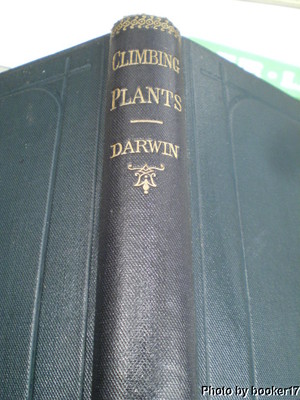 CLIMBING
PLANTS
DARWIN
Photo by booker17